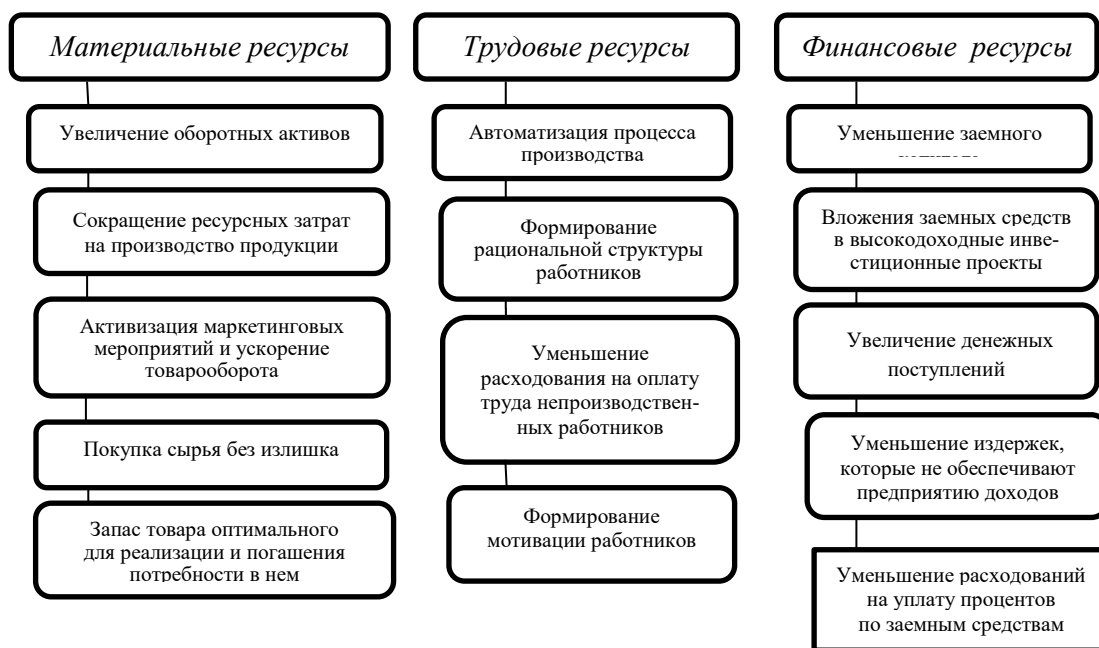 Материальные ресурсы
Увеличение оборотных активов
Сокращение ресурсных затрат
на производство продукции
Активизация маркетинговых
мероприятий и ускорение
товарооборота
Покупка сырья без излишка
Запас товара оптимального
для реализации и погашения
потребности в нем
Трудовые ресурсы
Автоматизация процесса
производства
Формирование
рациональной структуры
работников
Уменьшение
расходования на оплату
труда непроизводствен-
ных работников
Формирование
мотивации работников
Финансовые ресурсы
Уменьшение заемного
Вложения заемных средств
в высокодоходные инве-
стиционные проекты
Увеличение денежных
поступлений
Уменьшение издержек,
которые не обеспечивают
предприятию доходов
Уменьшение расходований
на уплату процентов
по заемным средствам